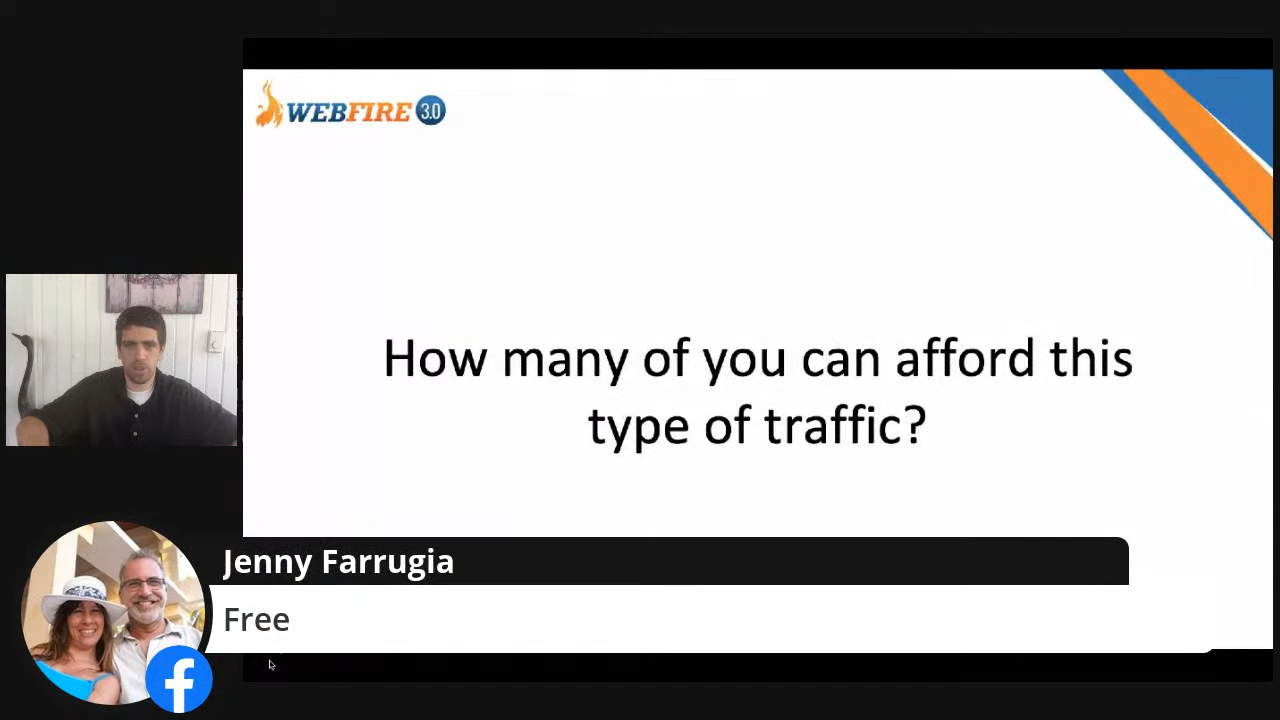 WEBFIRE 3.0
How many of you can afford this
type of traffic?
Jenny Farrugia
Free